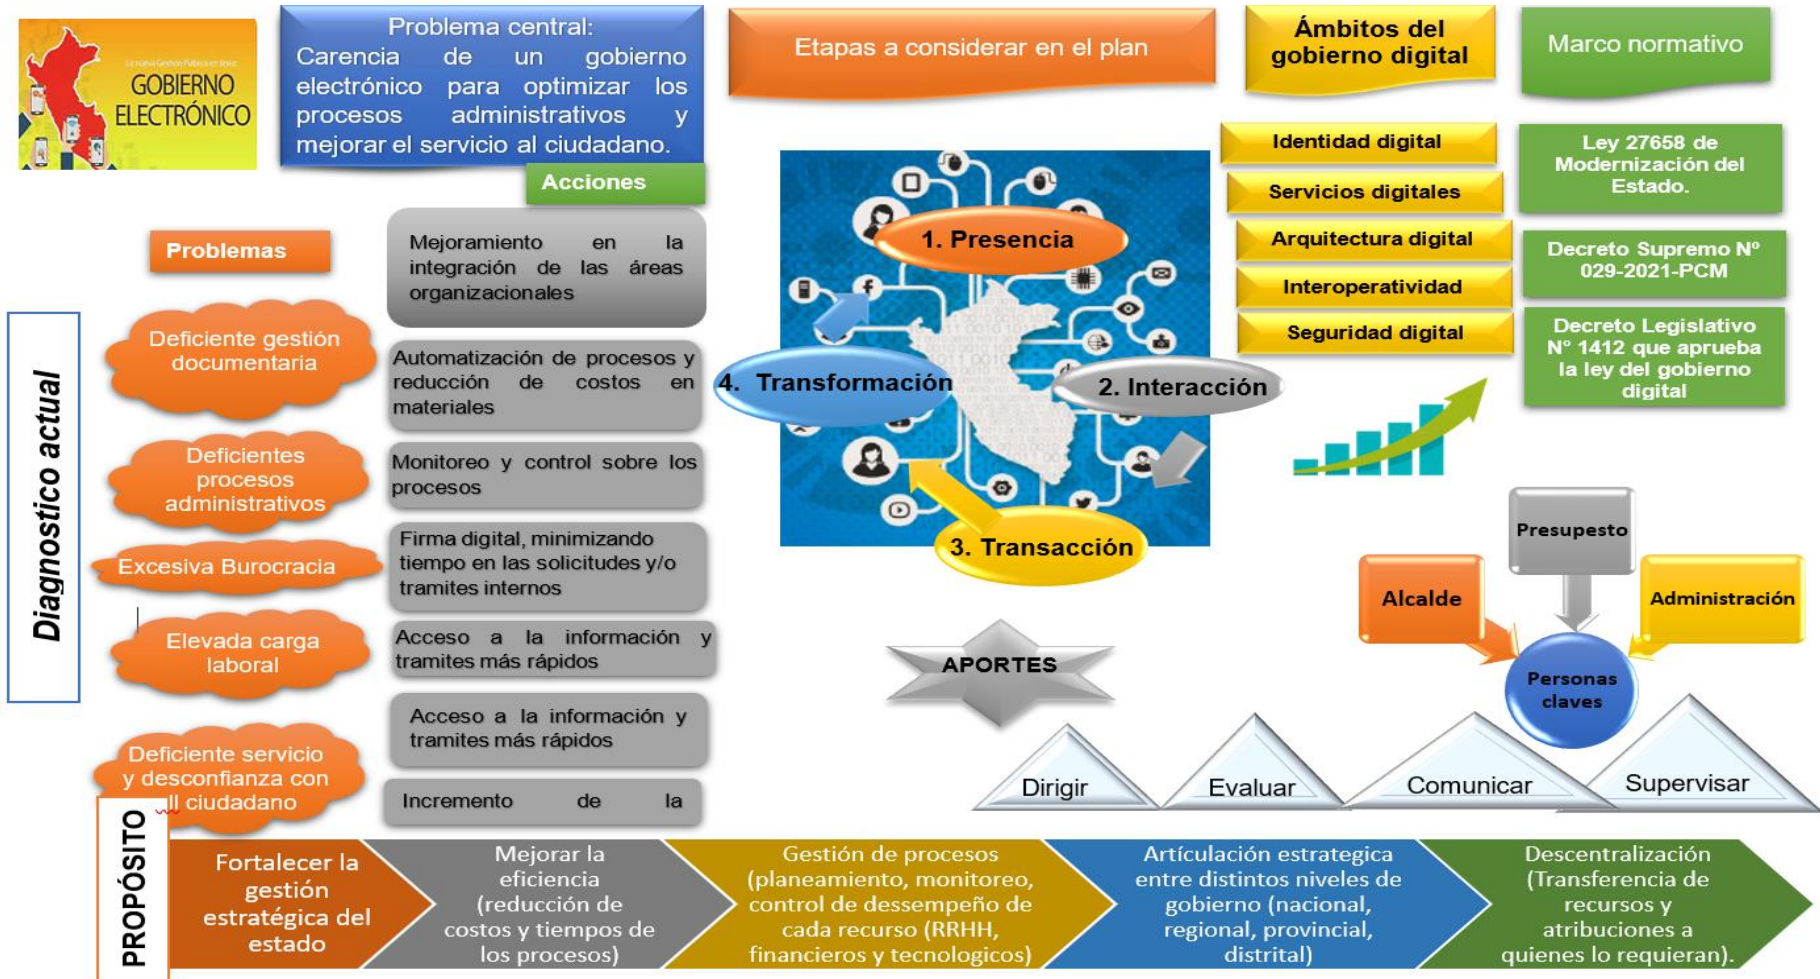 La nueva Gestión Pública en línea
GOBIERNO
ELECTRÓNICO
Problema central:
Carencia de un gobierno
electrónico para optimizar los
procesos administrativos y
mejorar el servicio al ciudadano.
Etapas a considerar en el plan
Ámbitos del
gobierno digital
Marco normativo
Acciones
Problemas
Diagnostico actual
Deficiente gestión
documentaria
Deficientes
procesos
administrativos
Excesiva Burocracia
Elevada carga
laboral
Deficiente servicio
y desconfianza con
ll ciudadano
Mejoramiento en la
integración de las áreas
organizacionales
Automatización de procesos y
reducción de costos en
materiales
Monitoreo y control sobre los
procesos
Firma digital, minimizando
tiempo en las solicitudes y/o
tramites internos
Acceso a la información y
tramites más rápidos
Acceso a la información y
tramites más rápidos
Incremento de la
1. Presencia
2. Interacción
3. Transacción
4. Transformación
Identidad digital
Servicios digitales
Arquitectura digital
Interoperatividad
Seguridad digital
Ley 27658 de
Modernización del
Estado.
Decreto Supremo Nº
029-2021-PCM
Decreto Legislativo
N° 1412 que aprueba
la ley del gobierno
digital
Presupesto
Alcalde
Administración
Personas
claves
APORTES
Dirigir
Evaluar
Comunicar
Supervisar
PROPÓSITO
Fortalecer la
gestión
estratégica del
estado
Mejorar la
eficiencia
(reducción de
costos y tiempos de
los procesos)
Gestión de procesos
(planeamiento, monitoreo,
control de dessempeño de
cada recurso (RRHH,
financieros y tecnologicos)
Artículación estrategica
entre distintos niveles de
gobierno (nacional,
regional, provincial,
distrital)
Descentralización
(Transferencia de
recursos y
atribuciones a
quienes lo requieran).